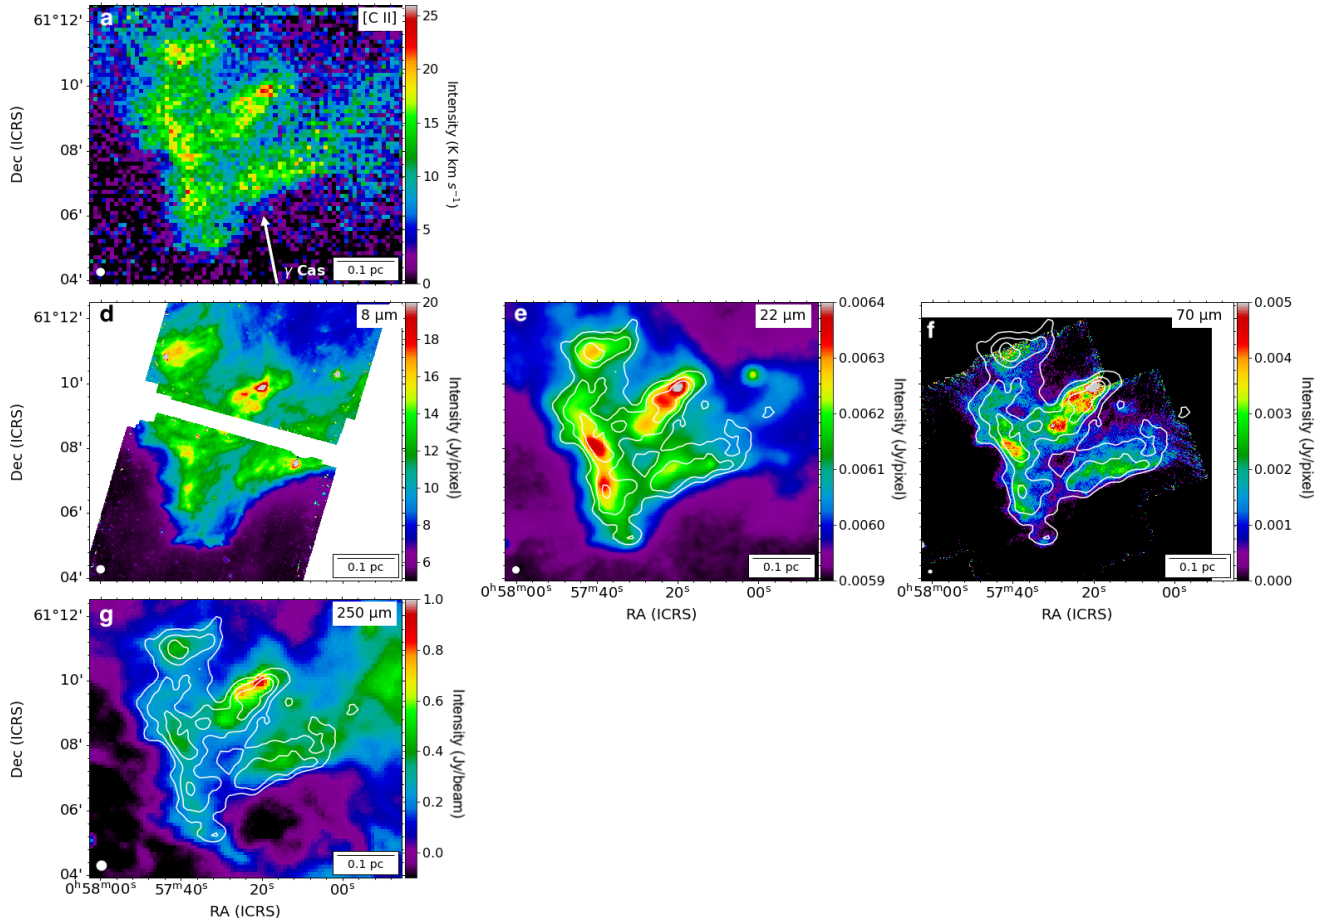 a
[C II]
61°12'
10'
08'
06'
04'
Dec (ICRS)
γ Cas
0.1 pc
25
20
15
10
5
0
Intensity (K km s⁻¹)
d
8 μm
61°12'
10'
08'
06'
04'
Dec (ICRS)
0.1 pc
20
18
16
14
12
10
8
6
Intensity (Jy/pixel)
e
22 μm
0.1 pc
0ʰ58ᵐ00ˢ
57ᵐ40ˢ
20ˢ
00ˢ
RA (ICRS)
0.0064
0.0063
0.0062
0.0061
0.0060
0.0059
Intensity (Jy/pixel)
f
70 μm
0.1 pc
0ʰ58ᵐ00ˢ
57ᵐ40ˢ
20ˢ
00ˢ
RA (ICRS)
0.005
0.004
0.003
0.002
0.001
0.000
Intensity (Jy/pixel)
g
250 μm
61°12'
10'
08'
06'
04'
Dec (ICRS)
0.1 pc
0ʰ58ᵐ00ˢ
57ᵐ40ˢ
20ˢ
00ˢ
RA (ICRS)
1.0
0.8
0.6
0.4
0.2
0.0
Intensity (Jy/beam)